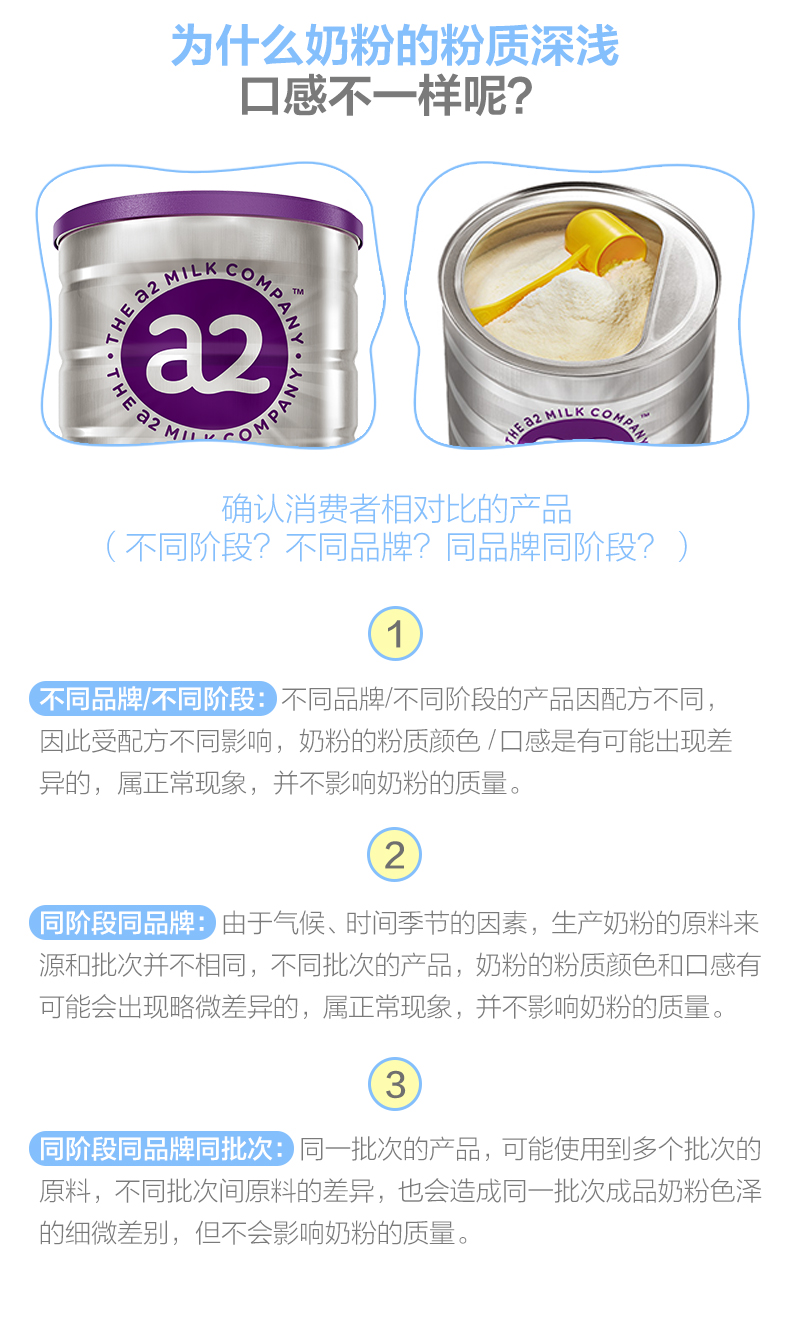 为什么奶粉的粉质深浅
口感不一样呢？
THE a2 MILK COMPANY ™
a2
THE a2 MILK COMPANY
THE a2 MILK COMPANY ™
确认消费者相对比的产品
（不同阶段？不同品牌？同品牌同阶段？）
1
不同品牌/不同阶段：不同品牌/不同阶段的产品因配方不同，
因此受配方不同影响，奶粉的粉质颜色/口感是有可能出现差
异的，属正常现象，并不影响奶粉的质量。
2
同阶段同品牌：由于气候、时间季节的因素，生产奶粉的原料来
源和批次并不相同，不同批次的产品，奶粉的粉质颜色和口感有
可能会出现略微差异的，属正常现象，并不影响奶粉的质量。
3
同阶段同品牌同批次：同一批次的产品，可能使用到多个批次的
原料，不同批次间原料的差异，也会造成同一批次成品奶粉色泽
的细微差别，但不会影响奶粉的质量。